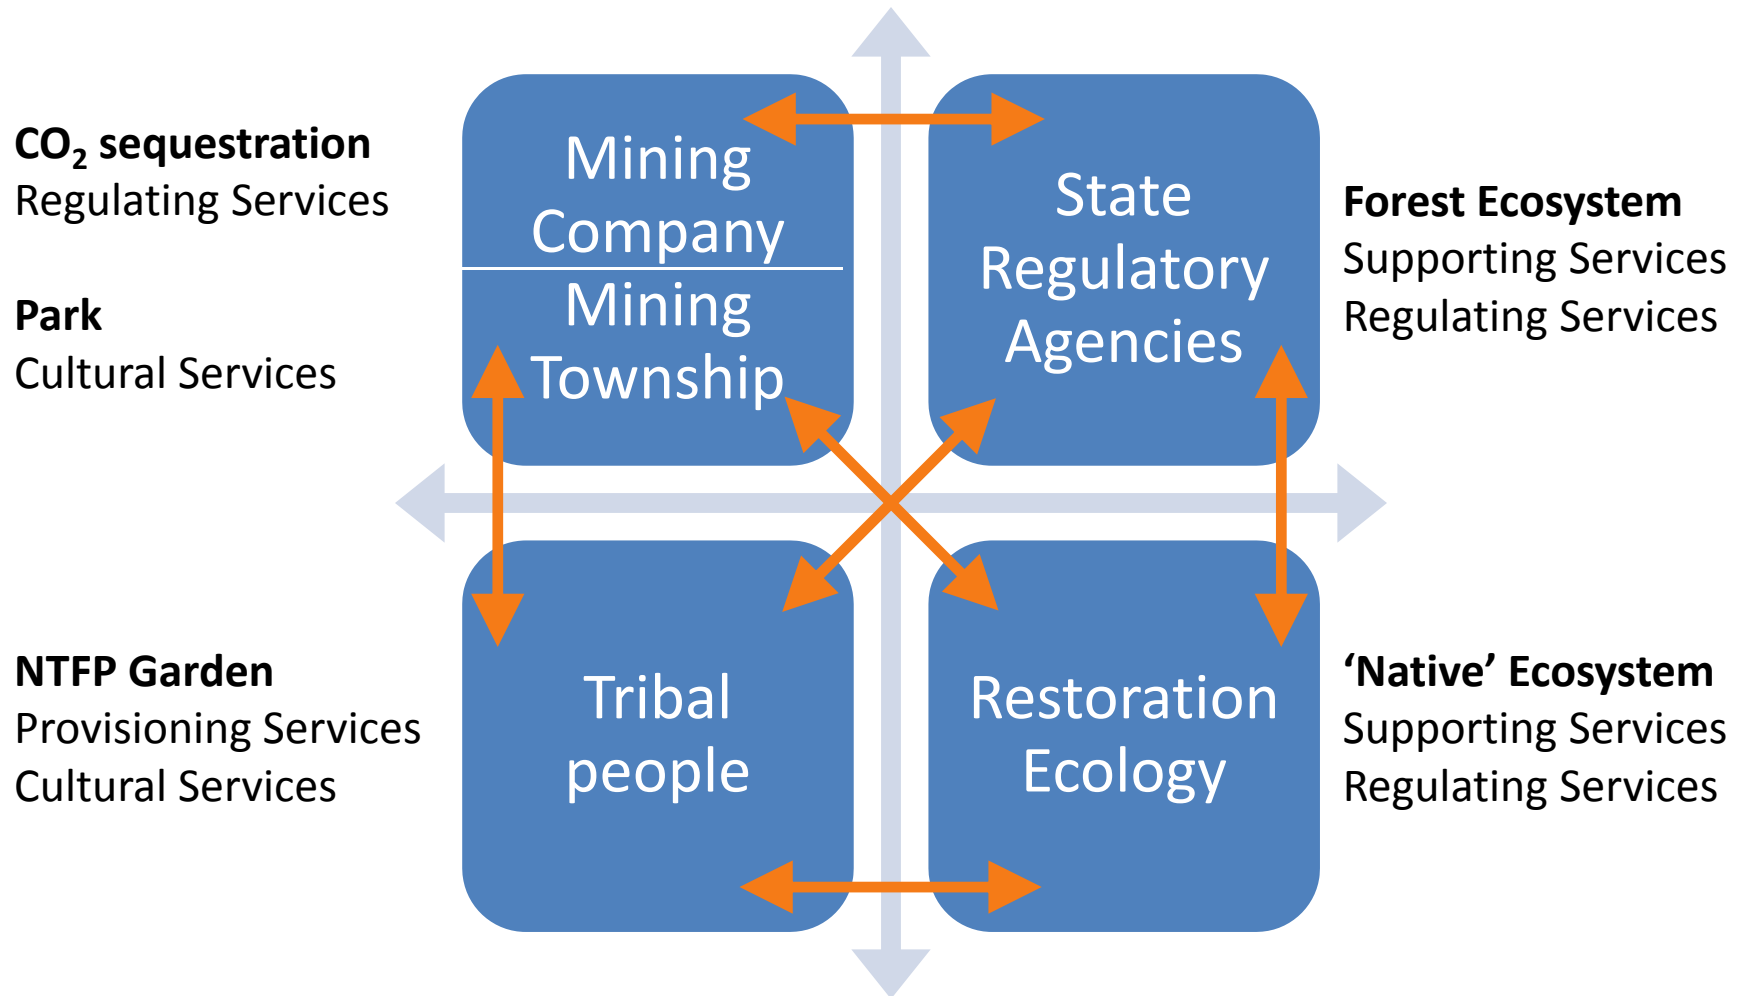 CO₂ sequestration
Regulating Services
Park
Cultural Services
Mining
Company
Mining
Township
State
Regulatory
Agencies
Forest Ecosystem
Supporting Services
Regulating Services
NTFP Garden
Provisioning Services
Cultural Services
Tribal
people
Restoration
Ecology
‘Native’ Ecosystem
Supporting Services
Regulating Services